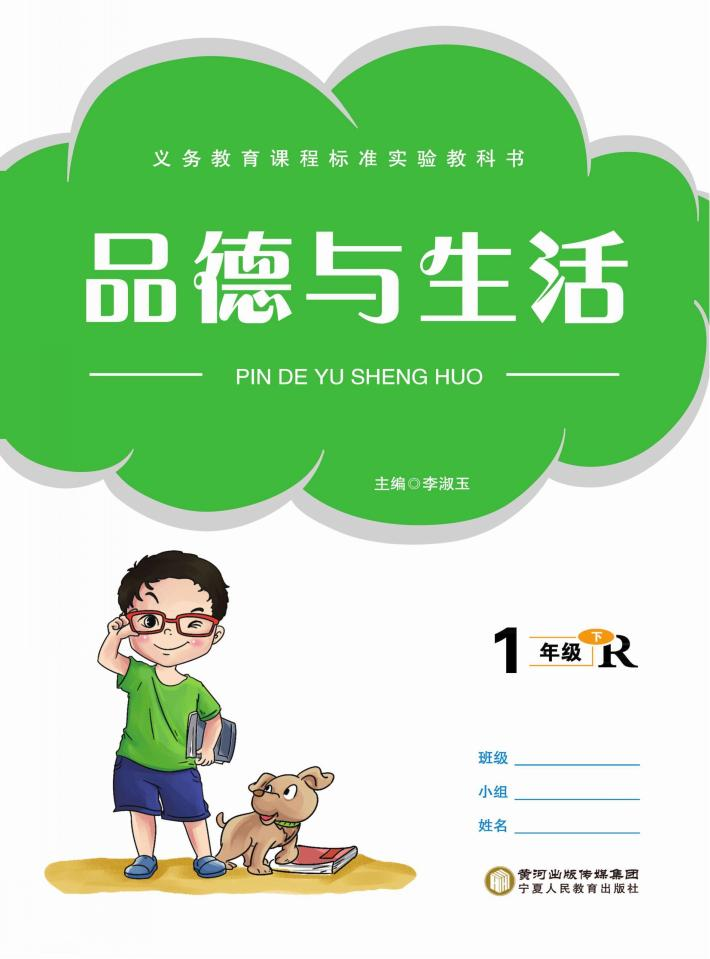 义务教育课程标准实验教科书
品德与生活
PIN DE YU SHENG HUO
主编◎李淑玉
1年级 下 R
班级
小组
姓名
黄河出版传媒集团
宁夏人民教育出版社